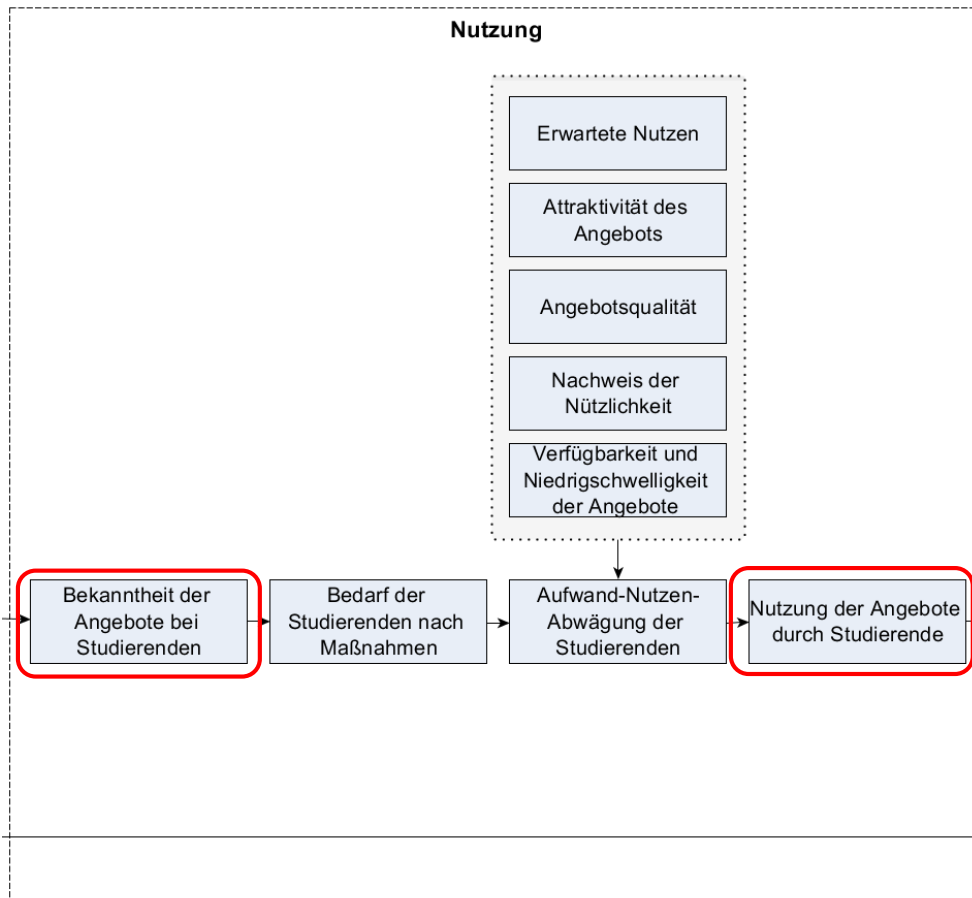 Nutzung
Erwartete Nutzen
Attraktivität des
Angebots
Angebotsqualität
Nachweis der
Nützlichkeit
Verfügbarkeit und
Niedrigschwelligkeit
der Angebote
Bekanntheit der
Angebote bei
Studierenden
Bedarf der
Studierenden nach
Maßnahmen
Aufwand-Nutzen-
Abwägung der
Studierenden
Nutzung der Angebote
durch Studierende